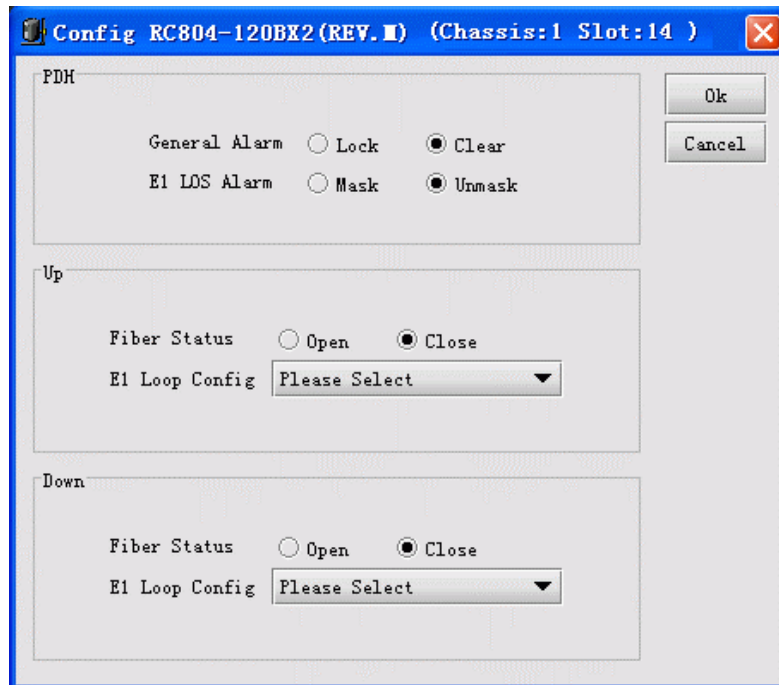 Config RC804-120BX2(REV.M) (Chassis:1 Slot:14 )
PDH
Ok
Cancel
General Alarm Lock Clear
E1 LOS Alarm Mask Unmask
Up
Fiber Status Open Close
E1 Loop Config Please Select
Down
Fiber Status Open Close
E1 Loop Config Please Select